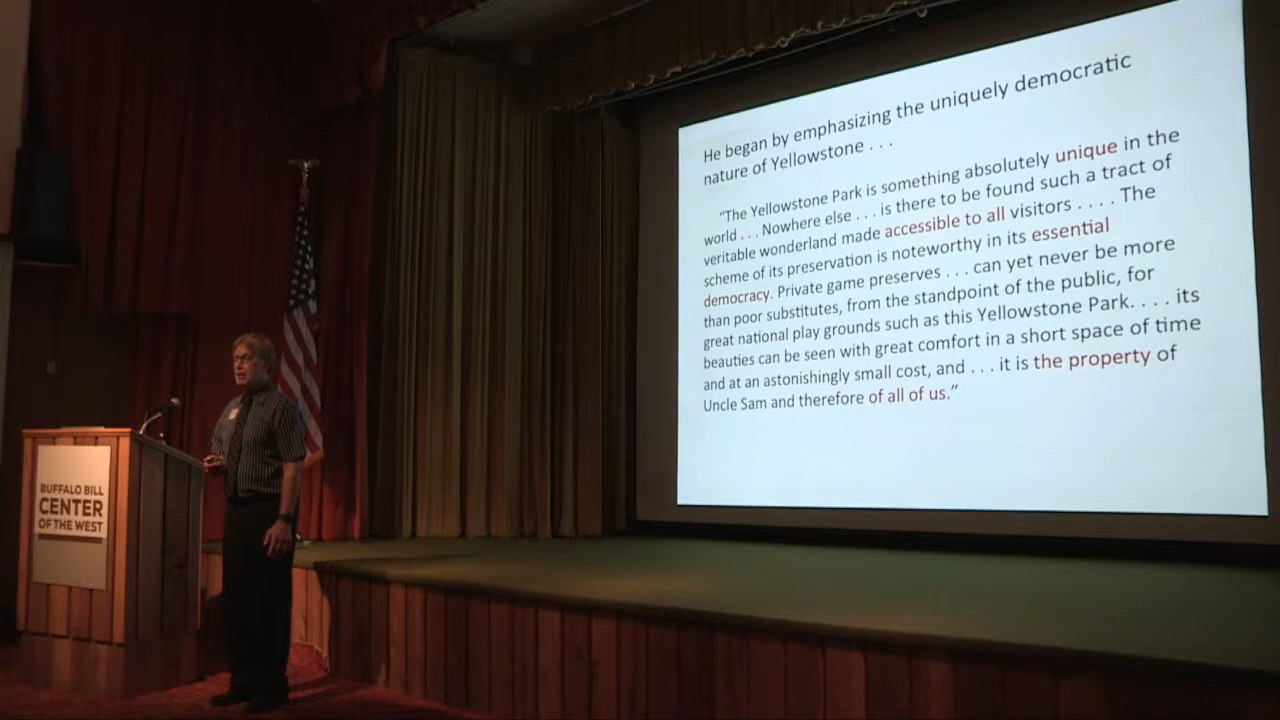 BUFFALO BILL
CENTER
OF THE WEST
He began by emphasizing the uniquely democratic
nature of Yellowstone . . .
“The Yellowstone Park is something absolutely unique in the
world . . . Nowhere else . . . is there to be found such a tract of
veritable wonderland made accessible to all visitors . . . . The
scheme of its preservation is noteworthy in its essential
democracy. Private game preserves . . . can yet never be more
than poor substitutes, from the standpoint of the public, for
great national play grounds such as this Yellowstone Park. . . . its
beauties can be seen with great comfort in a short space of time
and at an astonishingly small cost, and . . . it is the property of
Uncle Sam and therefore of all of us.”